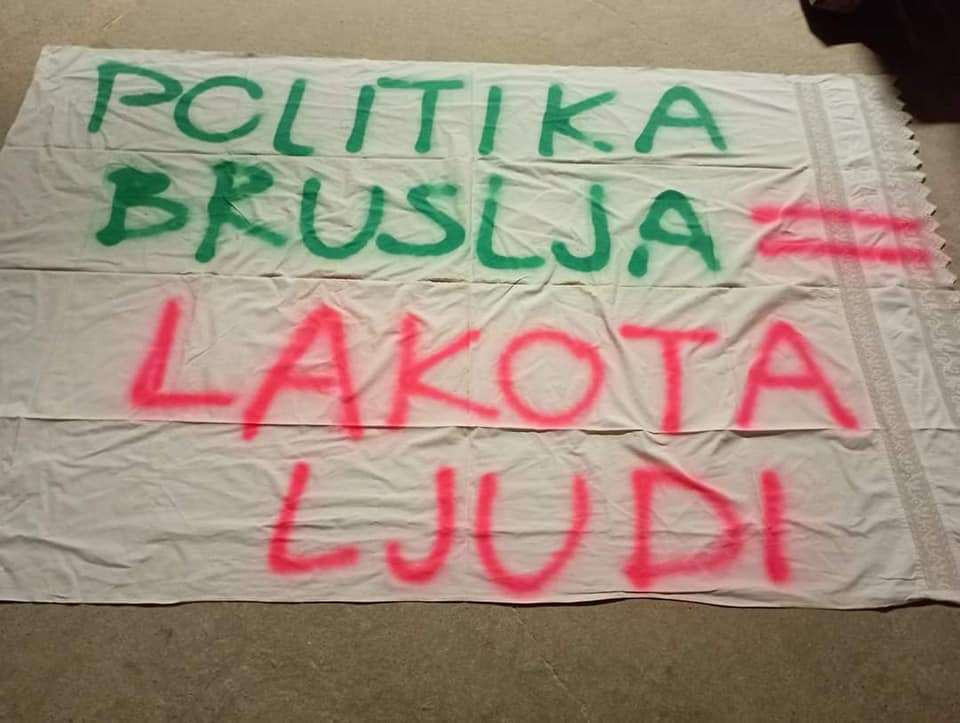 POLITIKA
BRUSLJA =
LAKOTA
LJUDI